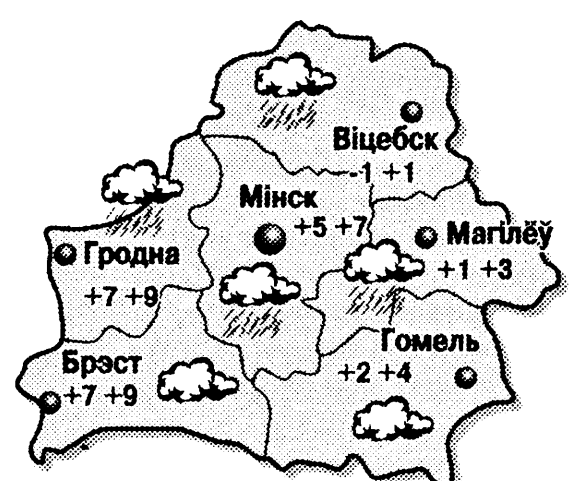 Віцебск
-1 +1
Мінск
+5 +7
Магілёў
+1 +3
Гродна
+7 +9
Гомель
+2 +4
Брэст
+7 +9